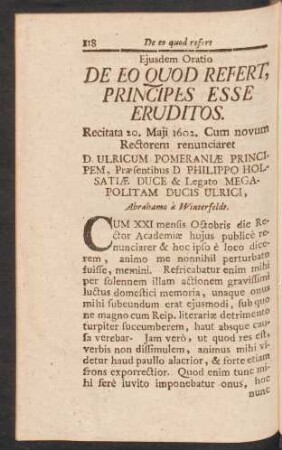 118 De eo quod refert
Ejusdem Oratio
DE EO QUOD REFERT,
PRINCIPES ESSE
ERUDITOS.
Recitata 20. Maji 1602. Cum novum
Rectorem renunciaret
D. ULRICUM POMERANIÆ PRINCI-
PEM, Præsentibus D PHILIPPO HOL-
SATIÆ DUCE & Legato MEGA-
POLITAM DUCIS ULRICI,
Abrahamo à Winterfeldt.
CUM XXI mensis Octobris die Re-
ctor Academiæ hujus publicè re-
nunciarer & hoc ipso è loco dice-
rem, animo me nonnihil perturbato
fuisse, memini. Refricabatur enim mihi
per solennem illam actionem gravissimi
luctus domestici memoria, unaque onus
mihi subeundum erat ejusmodi, sub quo
ne magno cum Reip. literariæ detrimento
turpiter succumberem, haut absque cau-
sa verebar. Jam verò, ut quod res est,
verbis non dissimulem, animus mihi vi-
detur haud paullo alacrior, & forte etiam
frons exporrectior. Quod enim tunc mi-
hi ferè iuvito imponebatur onus, hoc
nunc